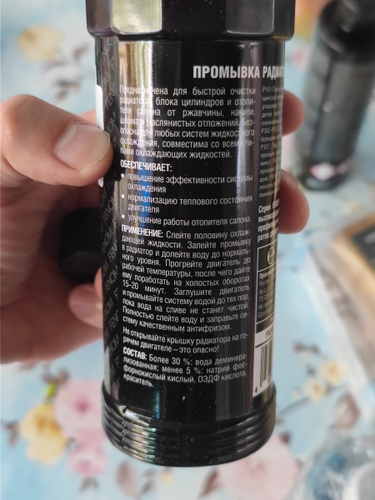 ПРОМЫВКА РАДИАТ
Предназначена для быстрой очистки
радиатора, блока цилиндров и отопи-
теля салона от ржавчины, накипи,
шлама и маслянистых отложений. Безо-
пасна для любых систем жидкостного
охлаждения, совместима со всеми ти-
пами охлаждающих жидкостей.
ОБЕСПЕЧИВАЕТ:
• повышение эффективности системы
охлаждения
• нормализацию теплового состояния
двигателя
• улучшение работы отопителя салона
ПРИМЕНЕНИЕ: Слейте половину охлаж-
дающей жидкости. Залейте промывку
в радиатор и долейте воду до нормаль-
ного уровня. Прогрейте двигатель до
рабочей температуры, после чего дайте
ему поработать на холостых оборотах
15-20 минут. Заглушите двигатель
и промывайте систему водой до тех пор,
пока вода на сливе не станет чистой.
Полностью слейте воду и заправьте си-
стему качественным антифризом.
Не открывайте крышку радиатора на го-
рячем двигателе — это опасно!
СОСТАВ: Более 30 %: вода деминера-
лизованная; менее 5 %: натрий фос-
форнокислый кислый, ОЭДФ кислота,
краситель.